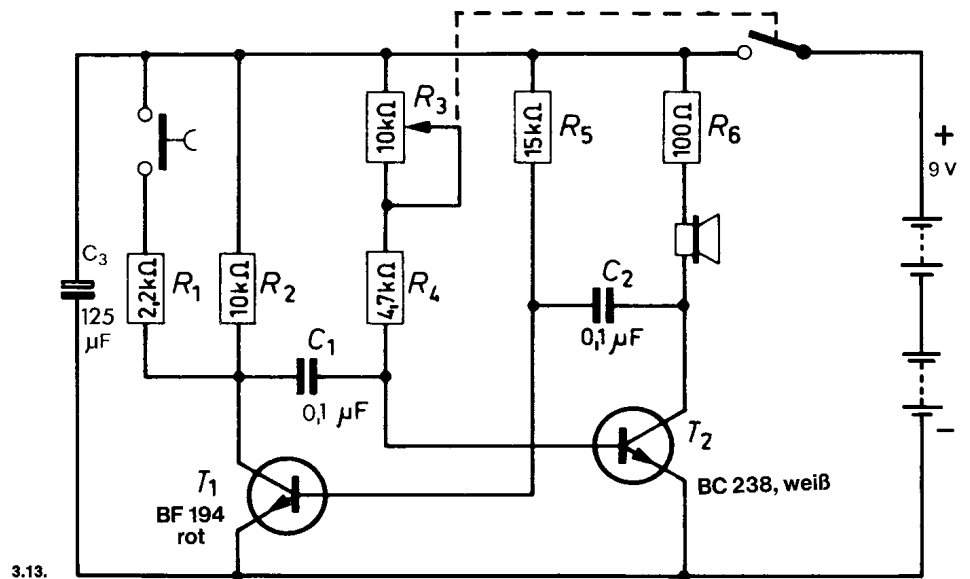 R3
10kΩ
R5
15kΩ
R6
100Ω
+
9 V
C3
125
µF
R1
2,2kΩ
R2
10kΩ
R4
4,7kΩ
C1
0,1 µF
C2
0,1 µF
T1
BF 194
rot
T2
BC 238, weiß
−
3.13.